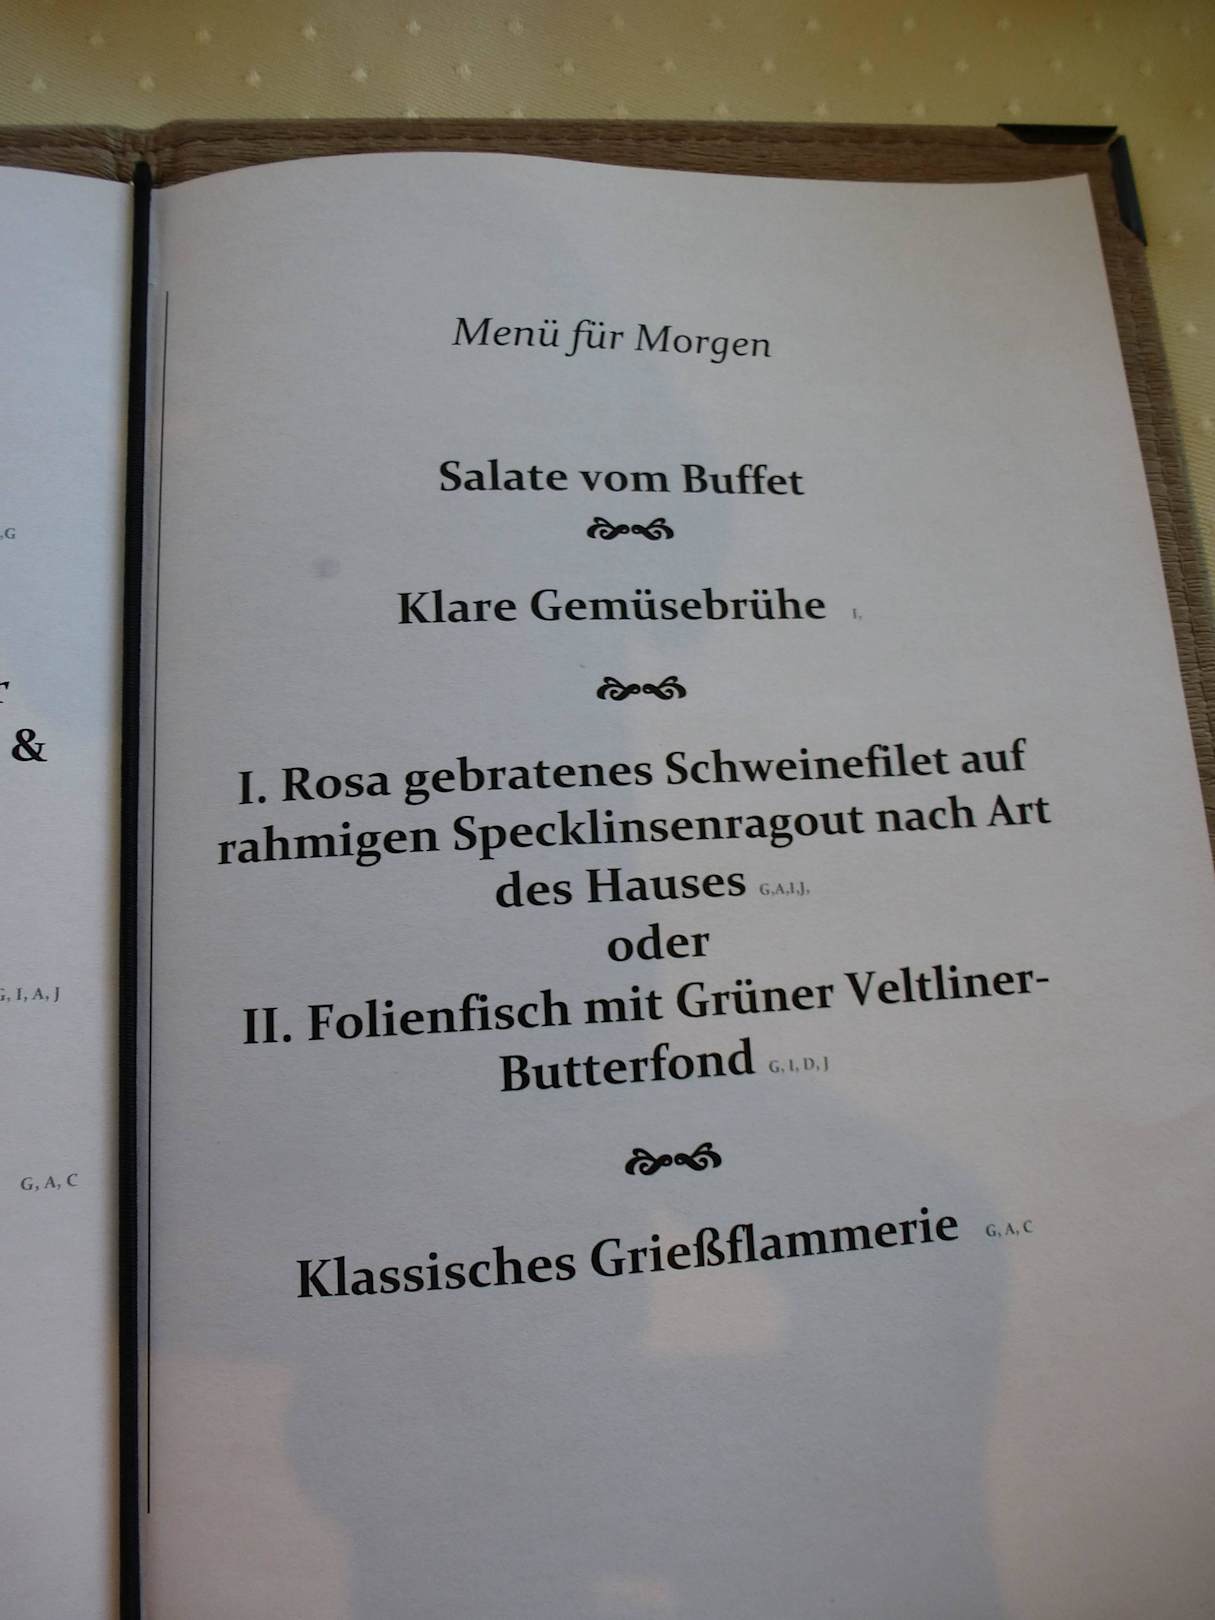 ,G
&
G, I, A, J
G, A, C
Menü für Morgen
Salate vom Buffet
Klare Gemüsebrühe I,
I. Rosa gebratenes Schweinefilet auf
rahmigen Specklinsenragout nach Art
des Hauses G,A,I,J,
oder
II. Folienfisch mit Grüner Veltliner-
Butterfond G, I, D, J
Klassisches Grießflammerie G, A, C